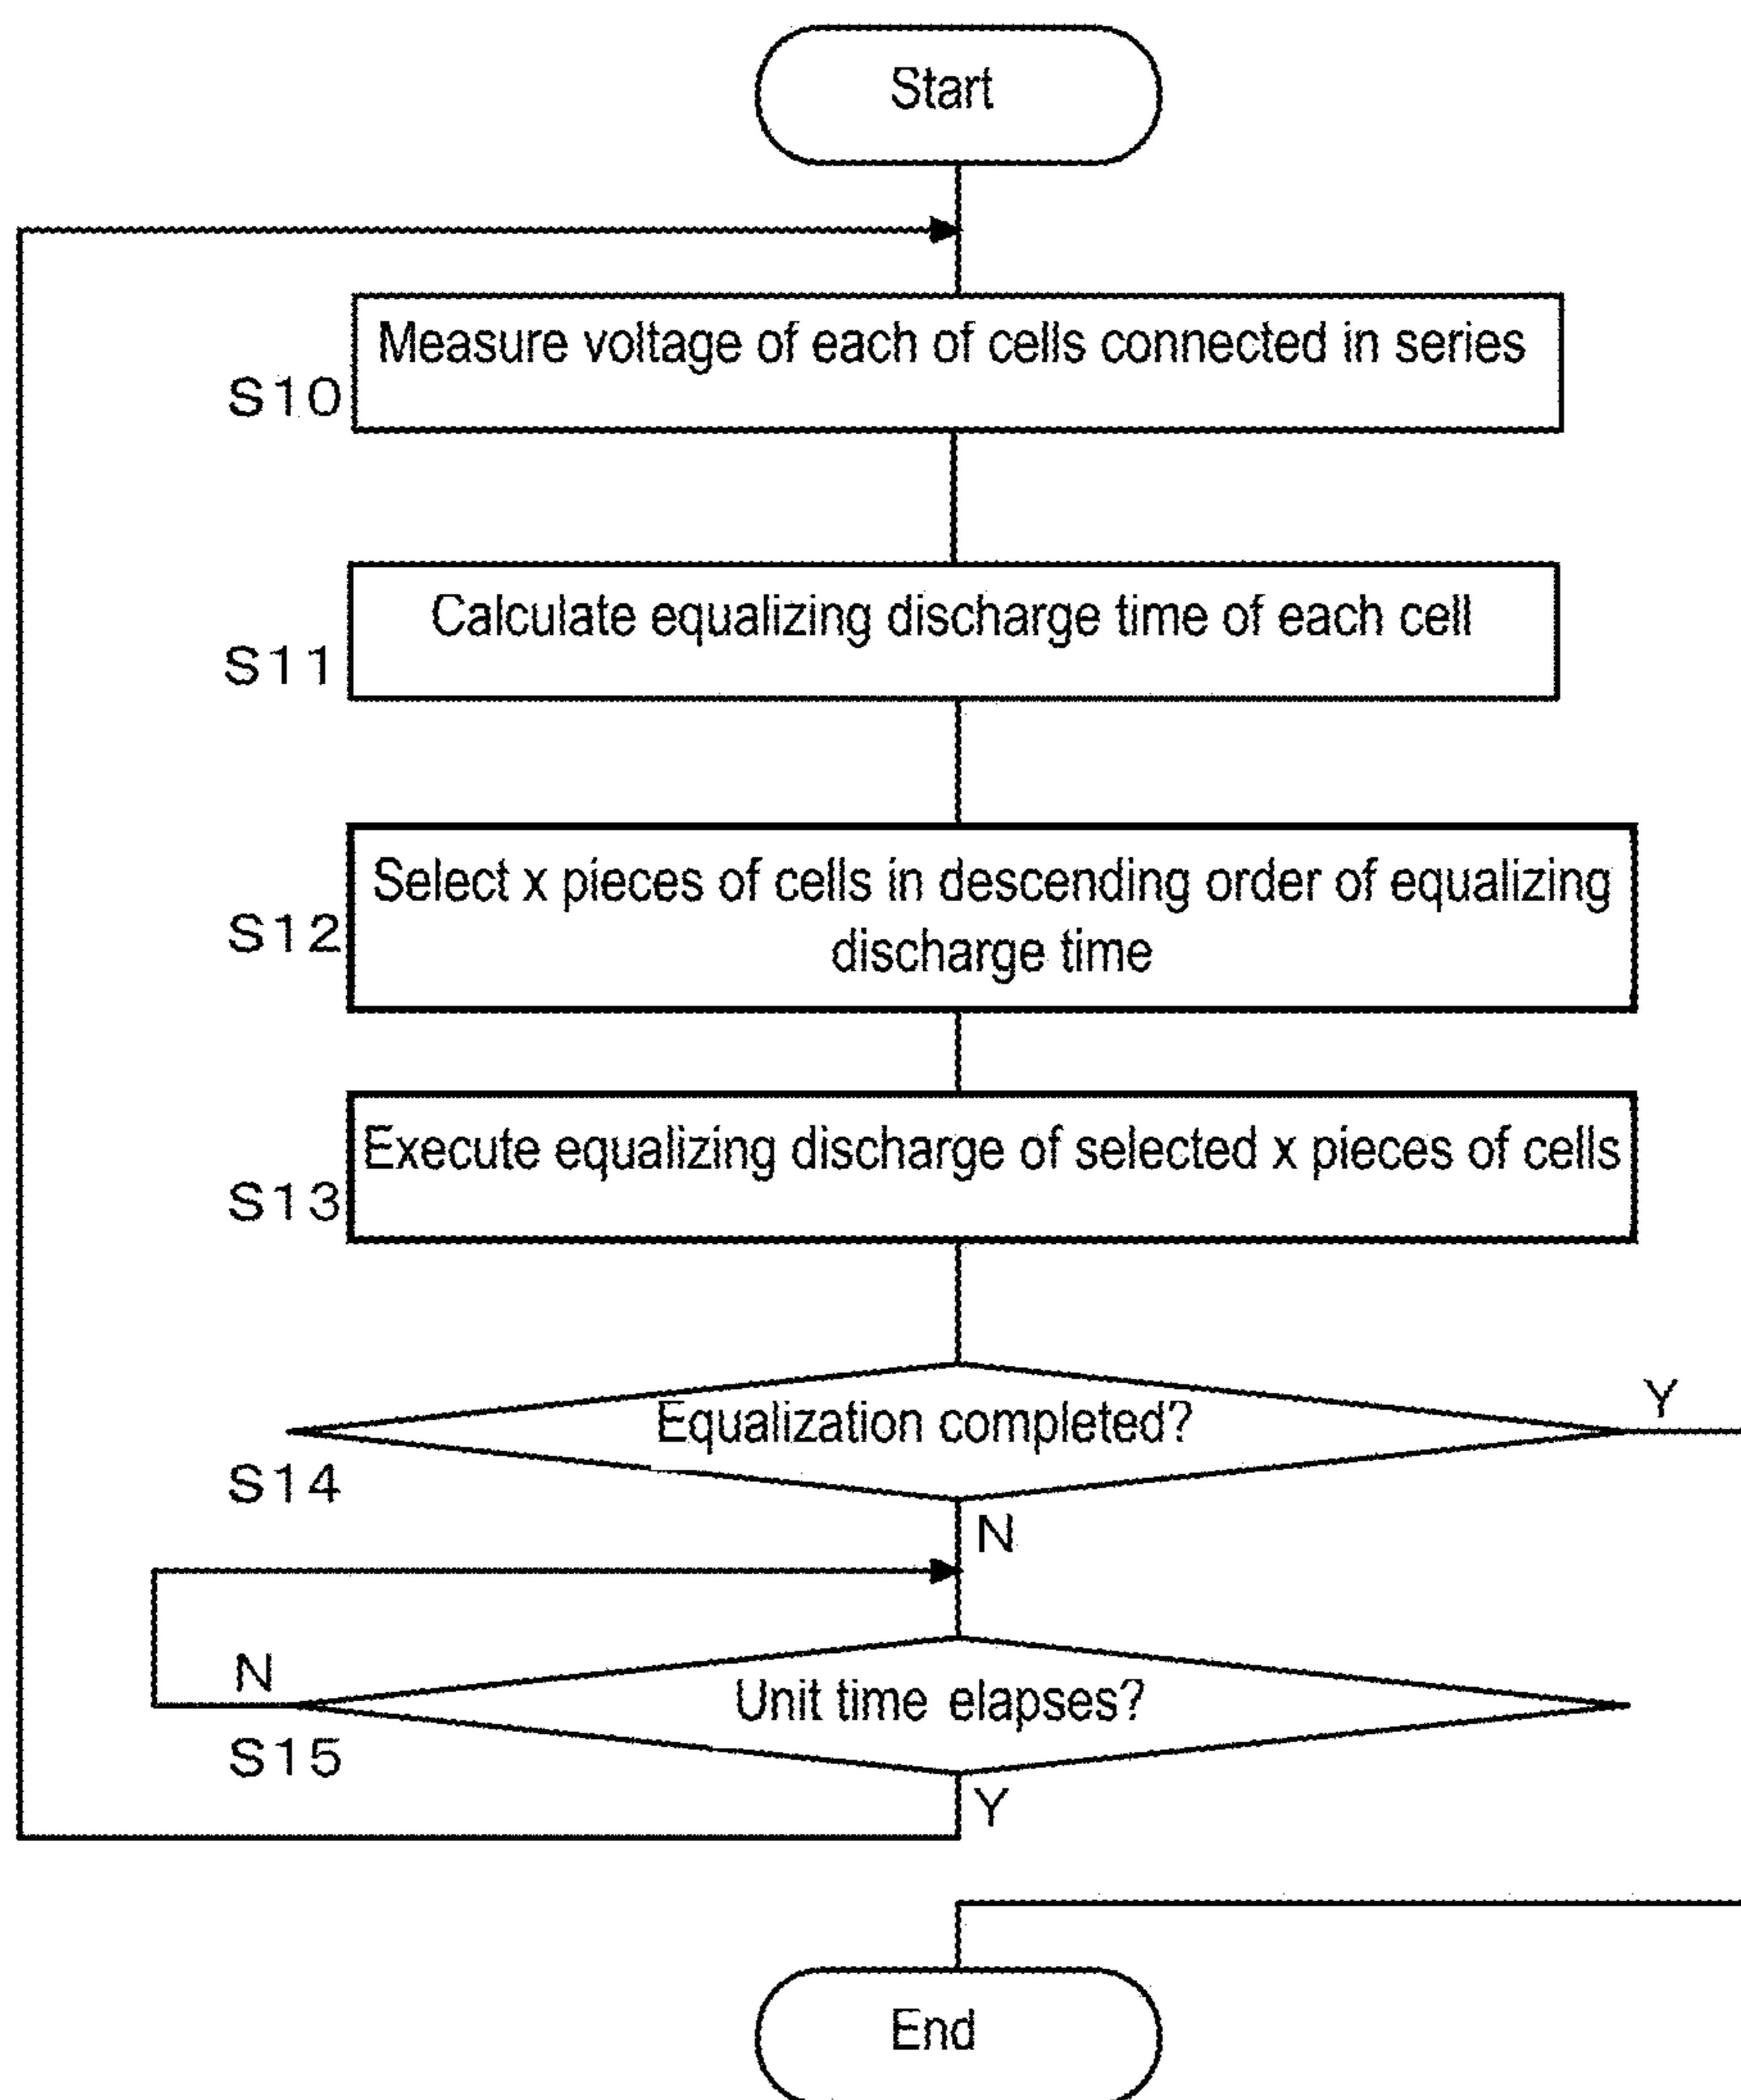 Start
Measure voltage of each of cells connected in series
S10
Calculate equalizing discharge time of each cell
S11
Select x pieces of cells in descending order of equalizing
discharge time
S12
Execute equalizing discharge of selected x pieces of cells
S13
Equalization completed?
Y
S14
N
N
Unit time elapses?
S15
Y
End